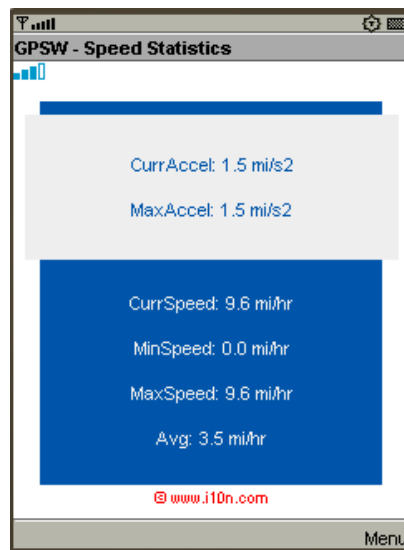 GPSW - Speed Statistics
CurrAccel: 1.5 mi/s2
MaxAccel: 1.5 mi/s2
CurrSpeed: 9.6 mi/hr
MinSpeed: 0.0 mi/hr
MaxSpeed: 9.6 mi/hr
Avg: 3.5 mi/hr
© www.i10n.com
Menu